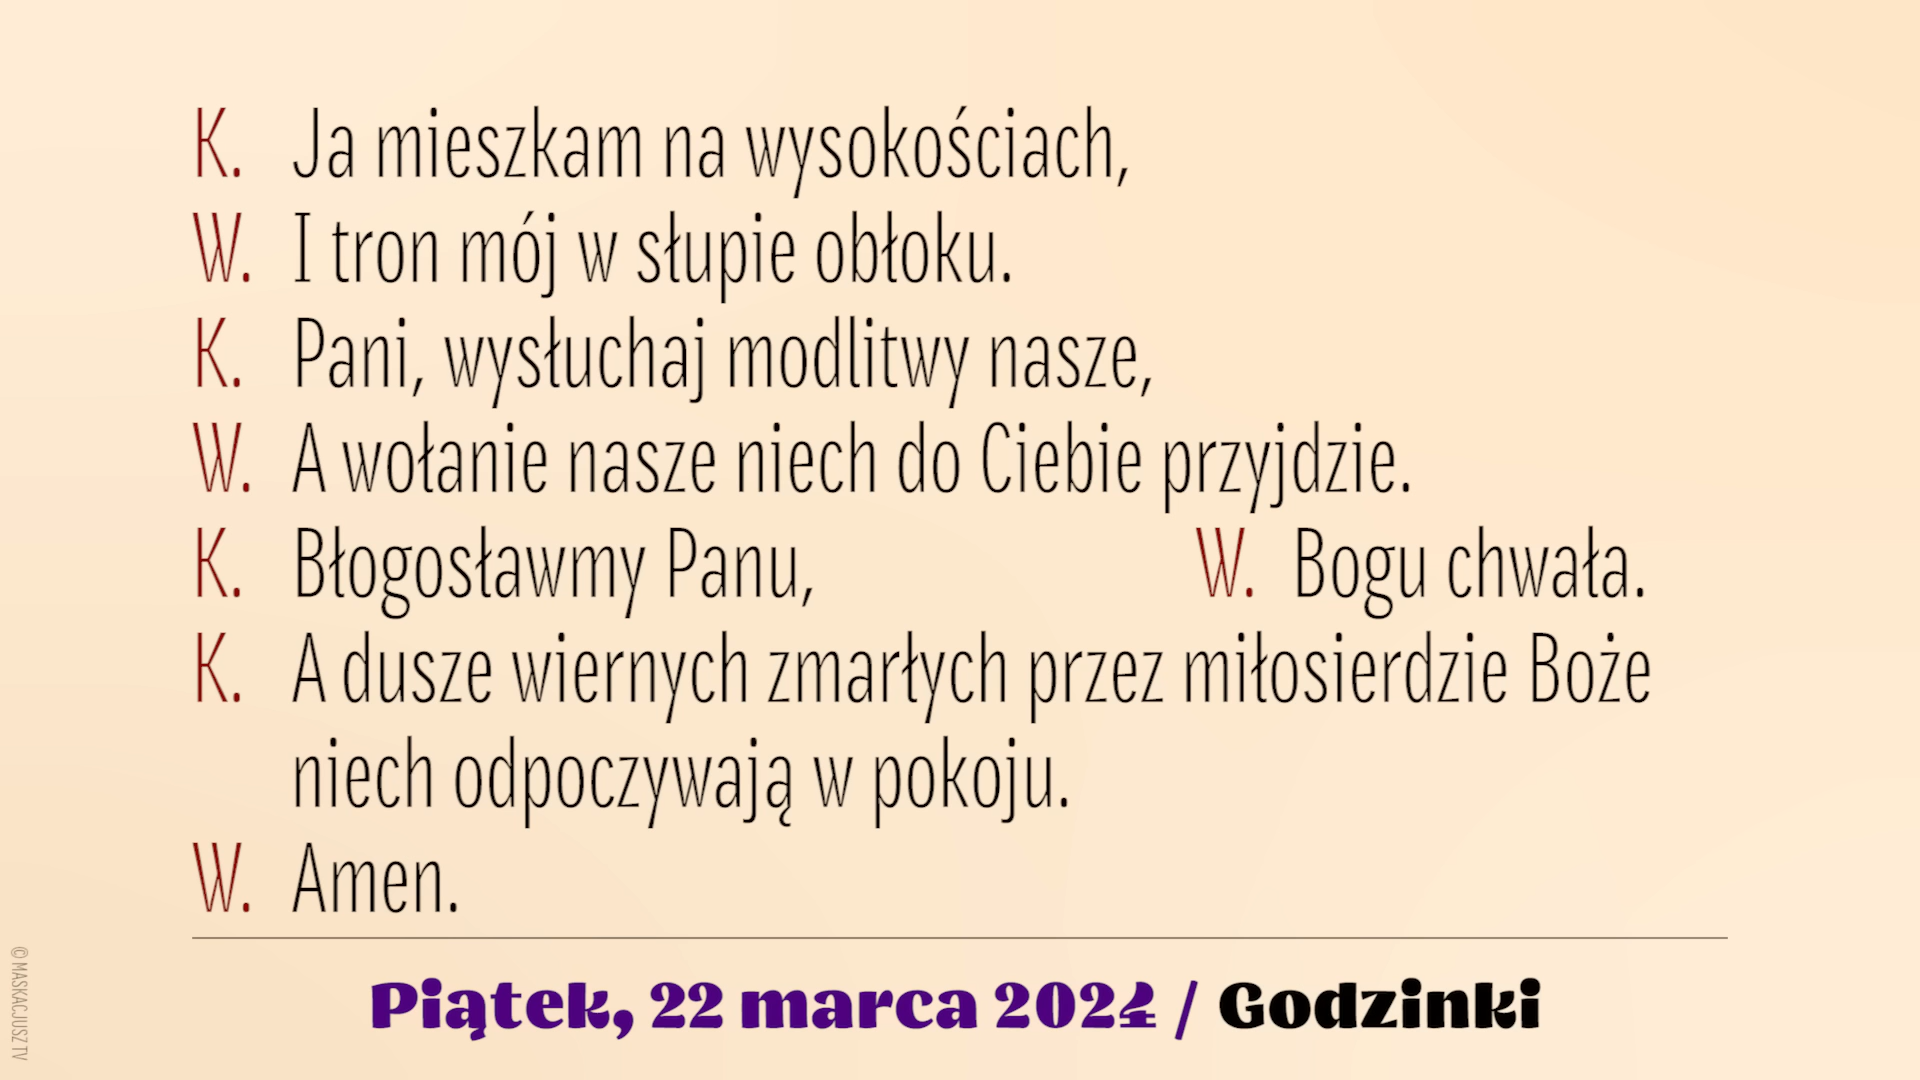 K. Ja mieszkam na wysokościach,
W. I tron mój w słupie obłoku.
K. Pani, wysłuchaj modlitwy nasze,
W. A wołanie nasze niech do Ciebie przyjdzie.
K. Błogosławmy Panu, W. Bogu chwała.
K. A dusze wiernych zmarłych przez miłosierdzie Boże
niech odpoczywają w pokoju.
W. Amen.
Piątek, 22 marca 2024 / Godzinki
© MASKACJUSZ TV